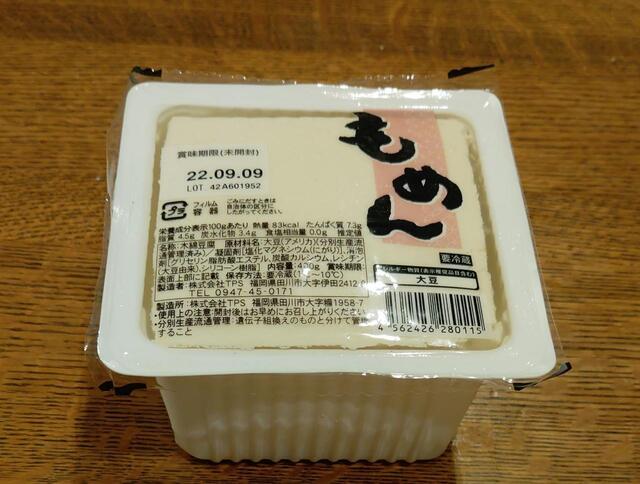 もめん
賞味期限(未開封)
22.09.09
LOT 42A601952
プラ
フィルム
容器
ごみにだすときは
自治体の区分に
したがってください。
栄養成分表示100gあたり 熱量 83kcal たんぱく質 7.3g
脂質 4.5g 炭水化物 3.4g 食塩相当量 0.0g 推定値
名称:木綿豆腐 原材料名:大豆(アメリカ)(分別生産流
通管理済み)/凝固剤[塩化マグネシウム(にがり)]、消泡
剤(グリセリン脂肪酸エステル、炭酸カルシウム、レシチン
(大豆由来)、シリコーン樹脂) 内容量: 賞味期限:
表面上部に記載 保存方法:要冷蔵(1℃~10℃)
製造者:株式会社TPS 福岡県田川市大字伊田2412
TEL 0947-45-0171
製造所:株式会社TPS 福岡県田川市大字糒1958-7
・使用上の注意:開封後はお早めにお召し上がりください
・分別生産流通管理:遺伝子組換えのものと分けて管理
すること
要冷蔵
アレルギー物質(表示推奨品目含む)
大豆
4 562426 280115